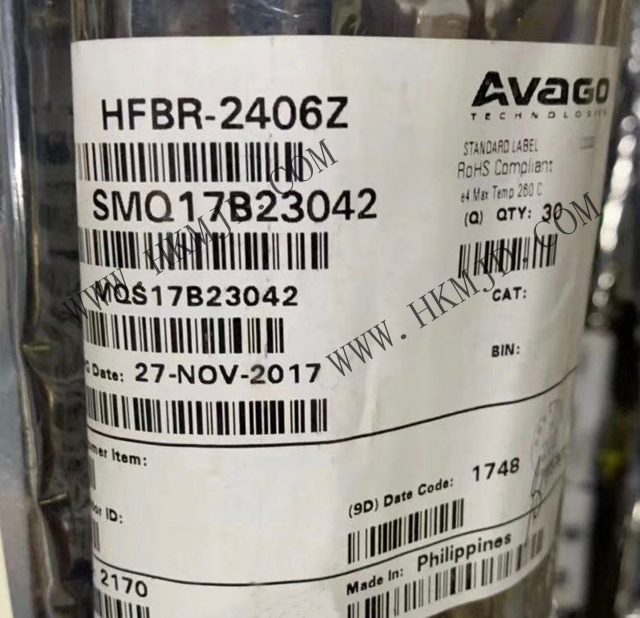 HFBR-2406Z
AVAGO
TECHNOLOGIES
STANDARD LABEL
RoHS Compliant
e4 Max Temp 260 C
SMQ17B23042
(Q) QTY: 30
MQS17B23042
CAT:
G Date: 27-NOV-2017
BIN:
mer Item:
or ID:
(9D) Date Code: 1748
2170
Made In: Philippines
WWW.HKMJD.COM
WWW.HKMJD.COM